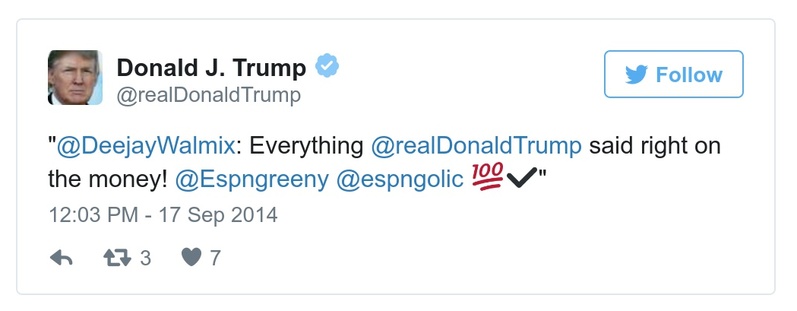 Donald J. Trump
@realDonaldTrump
Follow
"@DeejayWalmix: Everything @realDonaldTrump said right on
the money! @Espngreeny @espngolic 💯✔"
12:03 PM - 17 Sep 2014
3 7